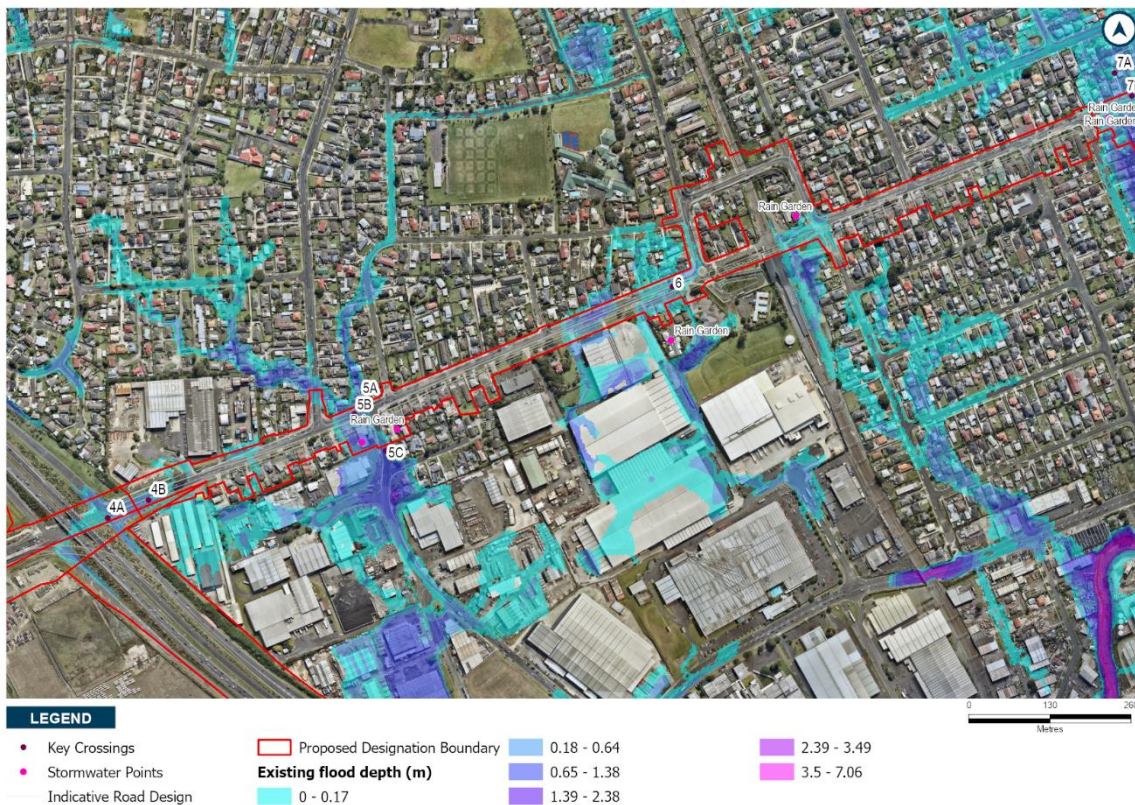 7A
7
Rain Garde
Rain Garden
Rain Garden
6
Rain Garden
5A
5B
Rain Garden
5C
4B
4A
0 130 260
Metres
LEGEND
Key Crossings
Stormwater Points
Indicative Road Design
Proposed Designation Boundary
Existing flood depth (m)
0 - 0.17
0.18 - 0.64
0.65 - 1.38
1.39 - 2.38
2.39 - 3.49
3.5 - 7.06